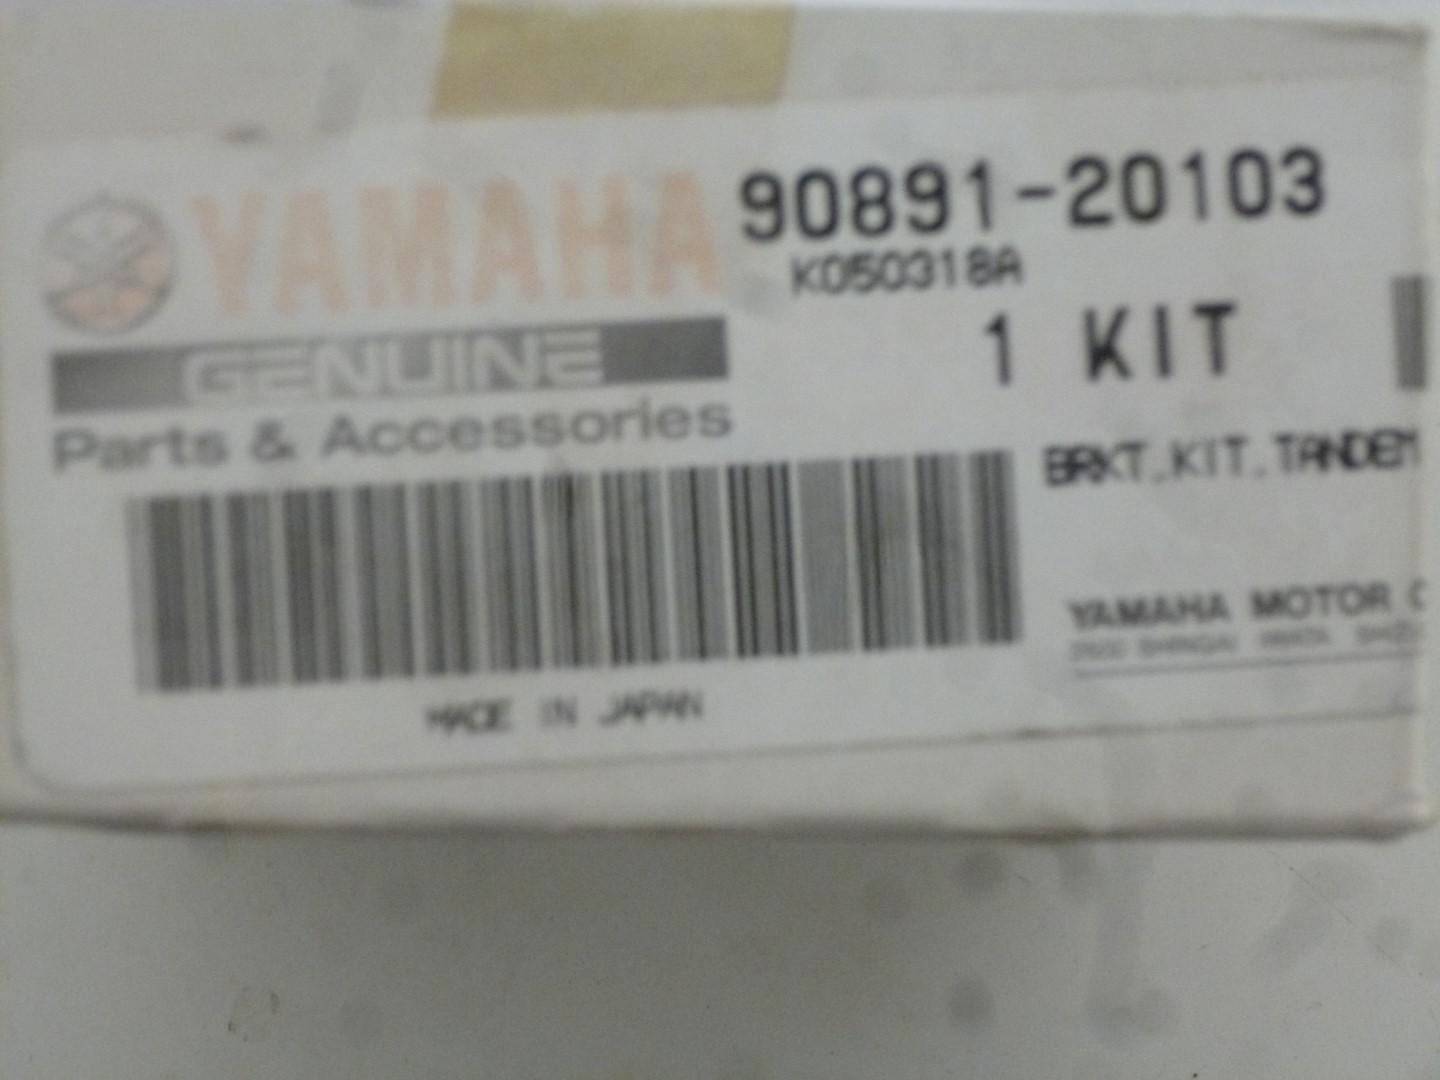 YAMAHA
GENUINE
Parts & Accessories
90891-20103
K050318A
1 KIT
BRKT.KIT.TANDEM
YAMAHA MOTOR
MADE IN JAPAN